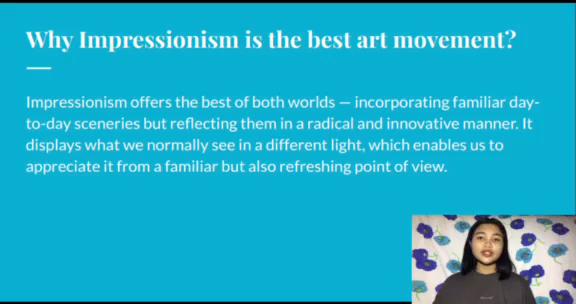 Why Impressionism is the best art movement?
Impressionism offers the best of both worlds — incorporating familiar day-
to-day sceneries but reflecting them in a radical and innovative manner. It
displays what we normally see in a different light, which enables us to
appreciate it from a familiar but also refreshing point of view.